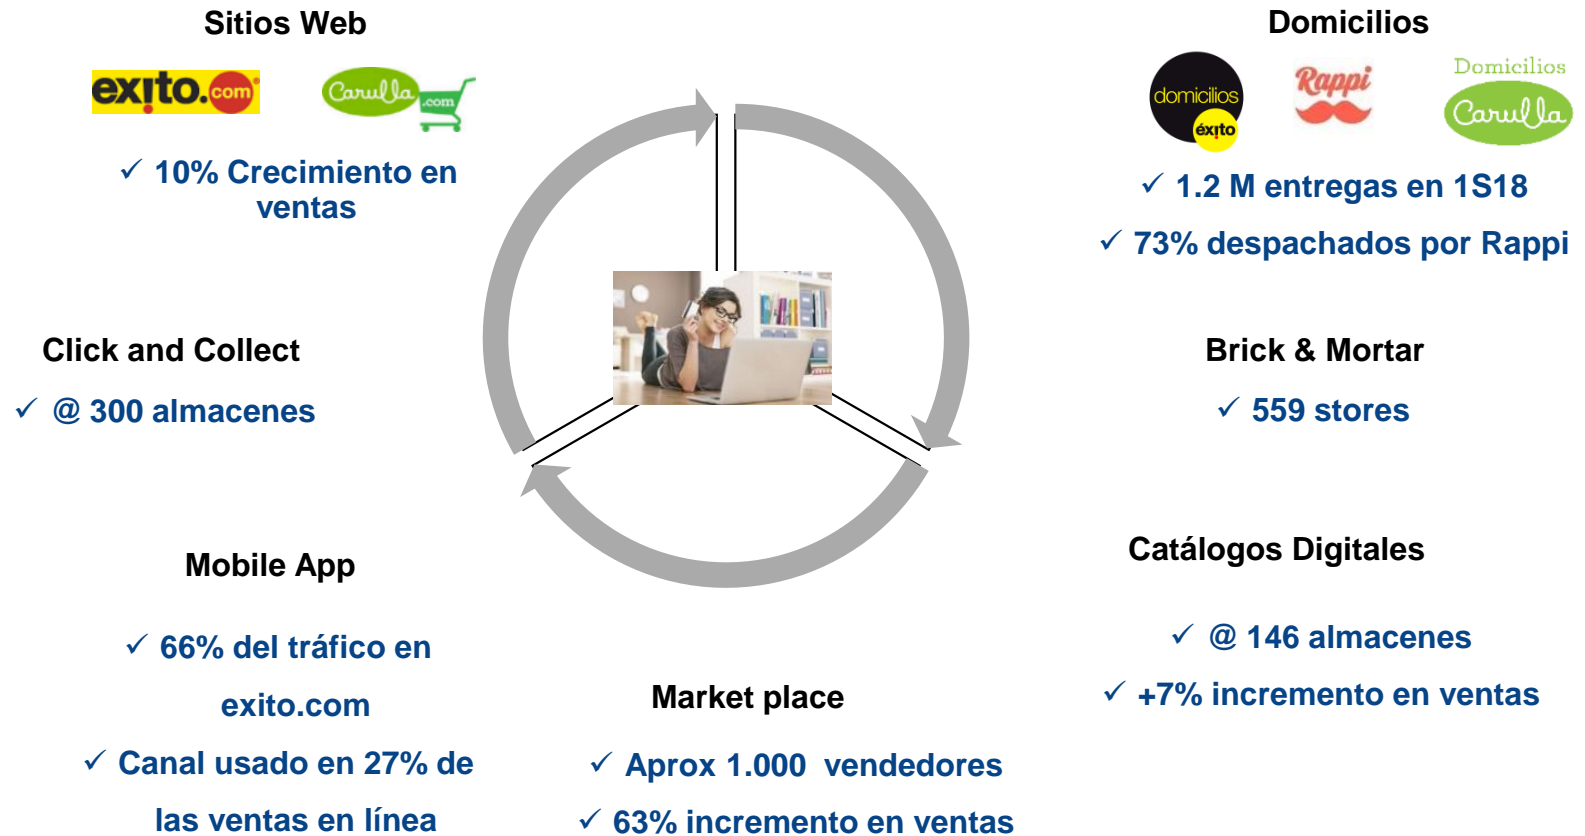 Sitios Web
exito.com
Carulla
.com
✓ 10% Crecimiento en
ventas
Click and Collect
✓ @ 300 almacenes
Mobile App
✓ 66% del tráfico en
exito.com
✓ Canal usado en 27% de
las ventas en línea
Market place
✓ Aprox 1.000 vendedores
✓ 63% incremento en ventas
Domicilios
domicilios
éxito
Rappi
Domicilios
Carulla
✓ 1.2 M entregas en 1S18
✓ 73% despachados por Rappi
Brick & Mortar
✓ 559 stores
Catálogos Digitales
✓ @ 146 almacenes
✓ +7% incremento en ventas